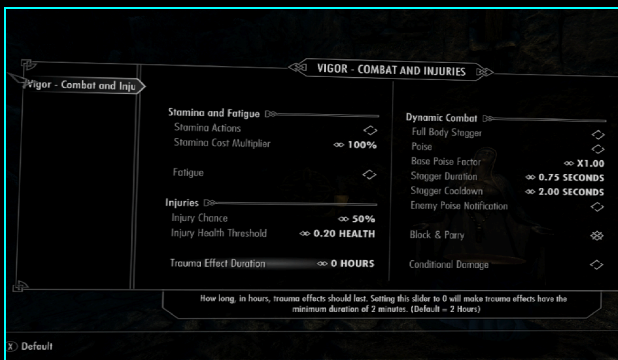 VIGOR - COMBAT AND INJURIES
Vigor - Combat and Inju
Stamina and Fatigue
Stamina Actions
Stamina Cost Multiplier 100%
Fatigue
Injuries
Injury Chance 50%
Injury Health Threshold 0.20 HEALTH
Trauma Effect Duration 0 HOURS
Dynamic Combat
Full Body Stagger
Poise
Base Poise Factor X1.00
Stagger Duration 0.75 SECONDS
Stagger Cooldown 2.00 SECONDS
Enemy Poise Notification
Block & Parry
Conditional Damage
How long, in hours, trauma effects should last. Setting this slider to 0 will make trauma effects have the
minimum duration of 2 minutes. (Default = 2 Hours)
X Default